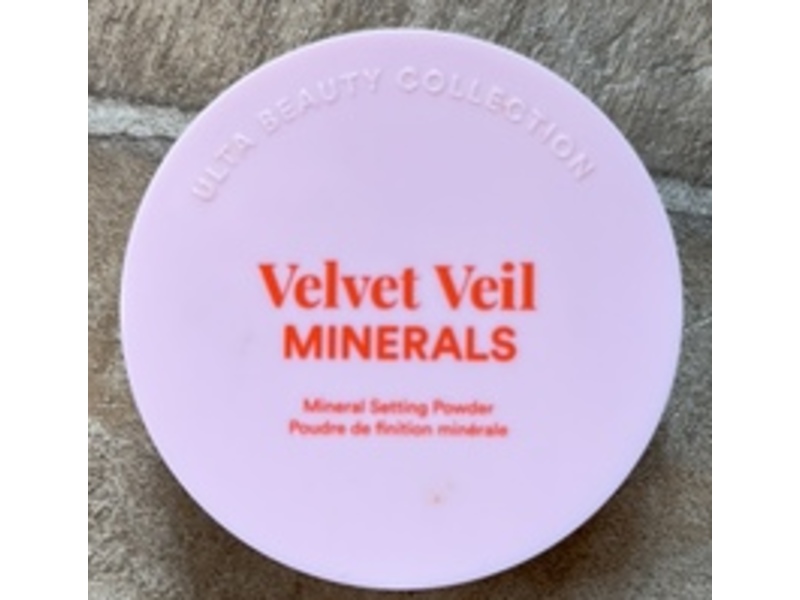 ULTA BEAUTY COLLECTION
Velvet Veil
MINERALS
Mineral Setting Powder
Poudre de finition minérale